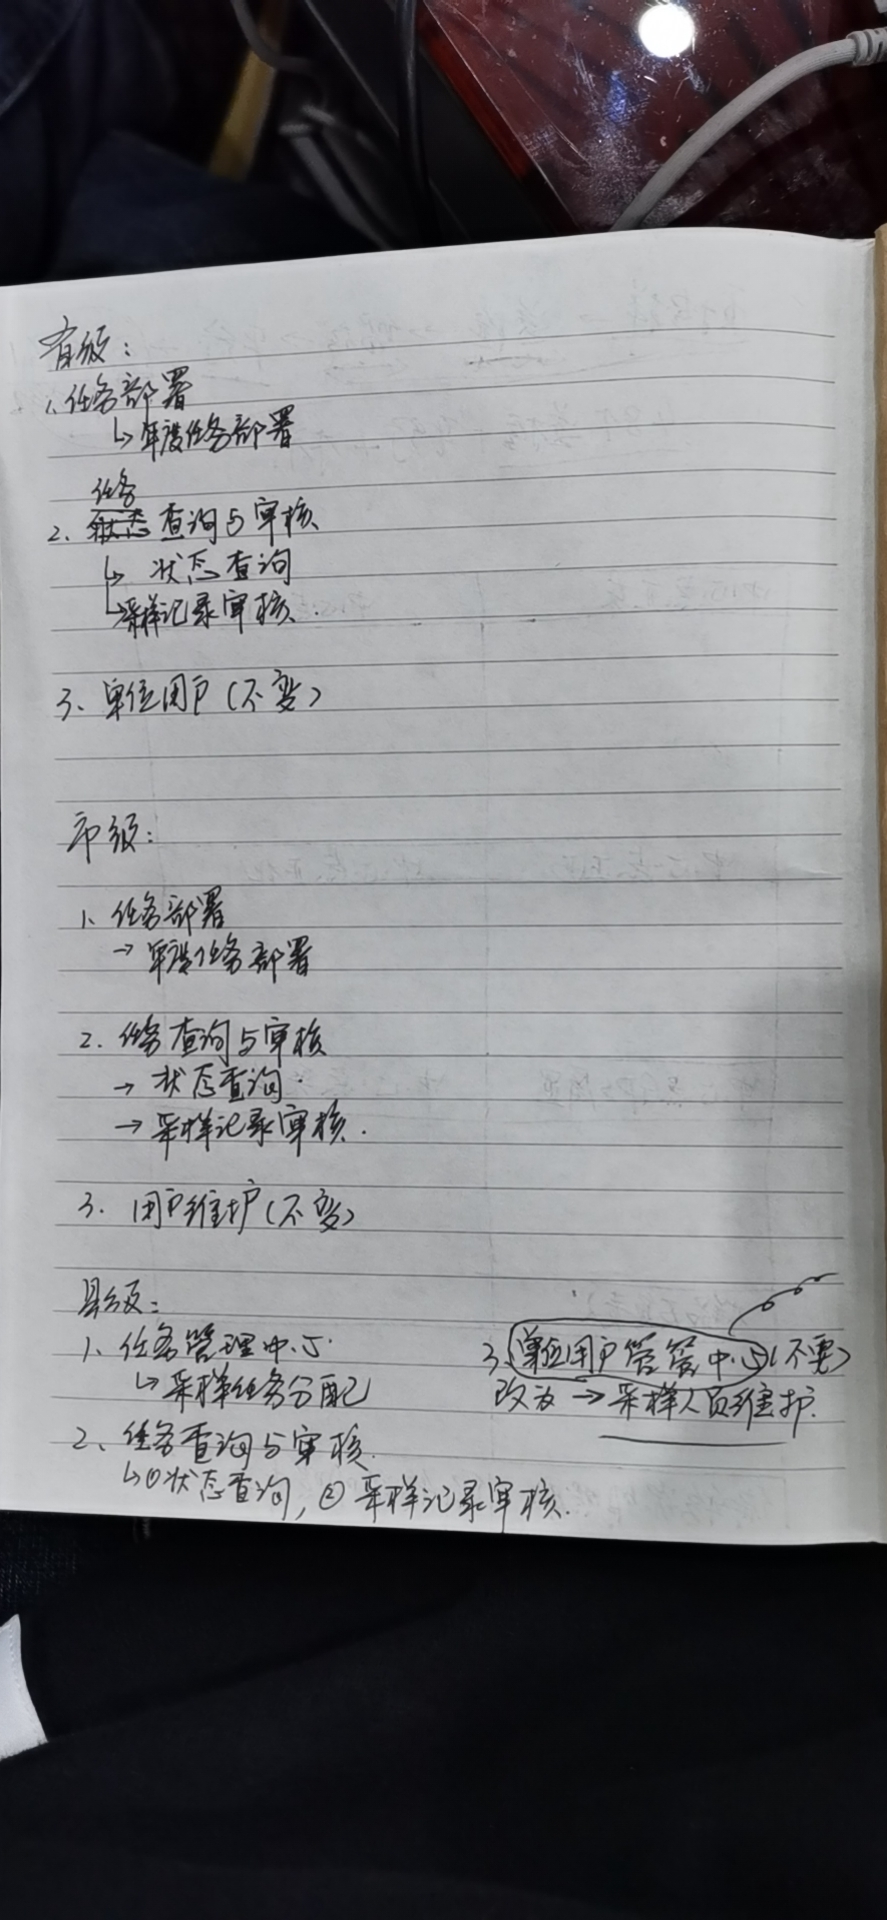 省级：
1、任务部署
↳年度任务部署
任务
2、状态查询与审核
↳ 状态查询
↳采样记录审核.
3、单位用户（不变）
市级：
1、任务部署
→ 年度任务部署
2. 任务查询与审核
→ 状态查询.
→ 采样记录审核.
3. 用户维护（不变）
县级：
1、任务管理中心.
↳采样任务分配
2、任务查询与审核.
↳①状态查询，② 采样记录审核.
3、单位用户管管中心（不要）
改为 → 采样人员维护.